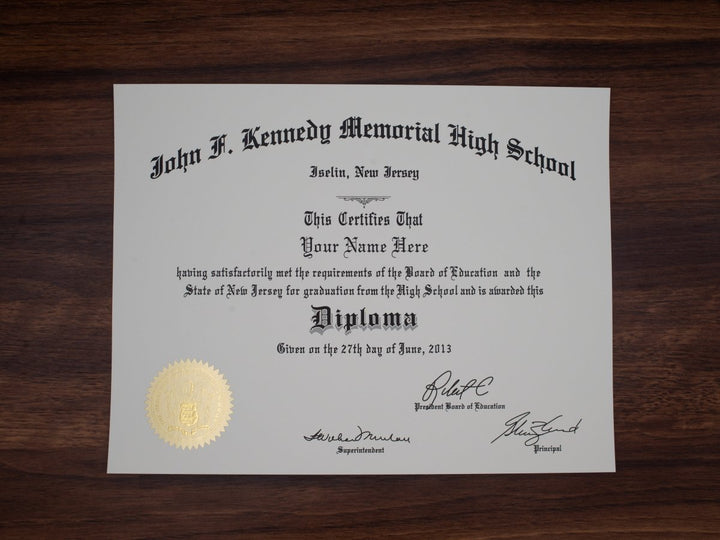 John F. Kennedy Memorial High School
Iselin, New Jersey
This Certifies That
Your Name Here
having satisfactorily met the requirements of the Board of Education and the
State of New Jersey for graduation from the High School and is awarded this
Diploma
Given on the 27th day of June, 2013
President Board of Education
Superintendent
Principal